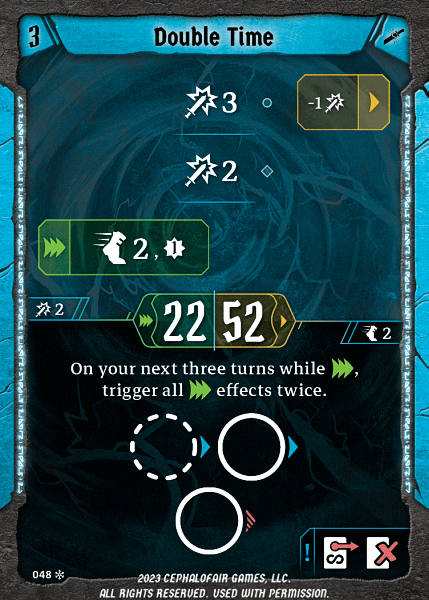 3
Double Time
3
-1
2
2, 1
2
22 52
2
On your next three turns while ,
trigger all effects twice.
!
048
2023 CEPHALOFAIR GAMES, LLC.
ALL RIGHTS RESERVED. USED WITH PERMISSION.